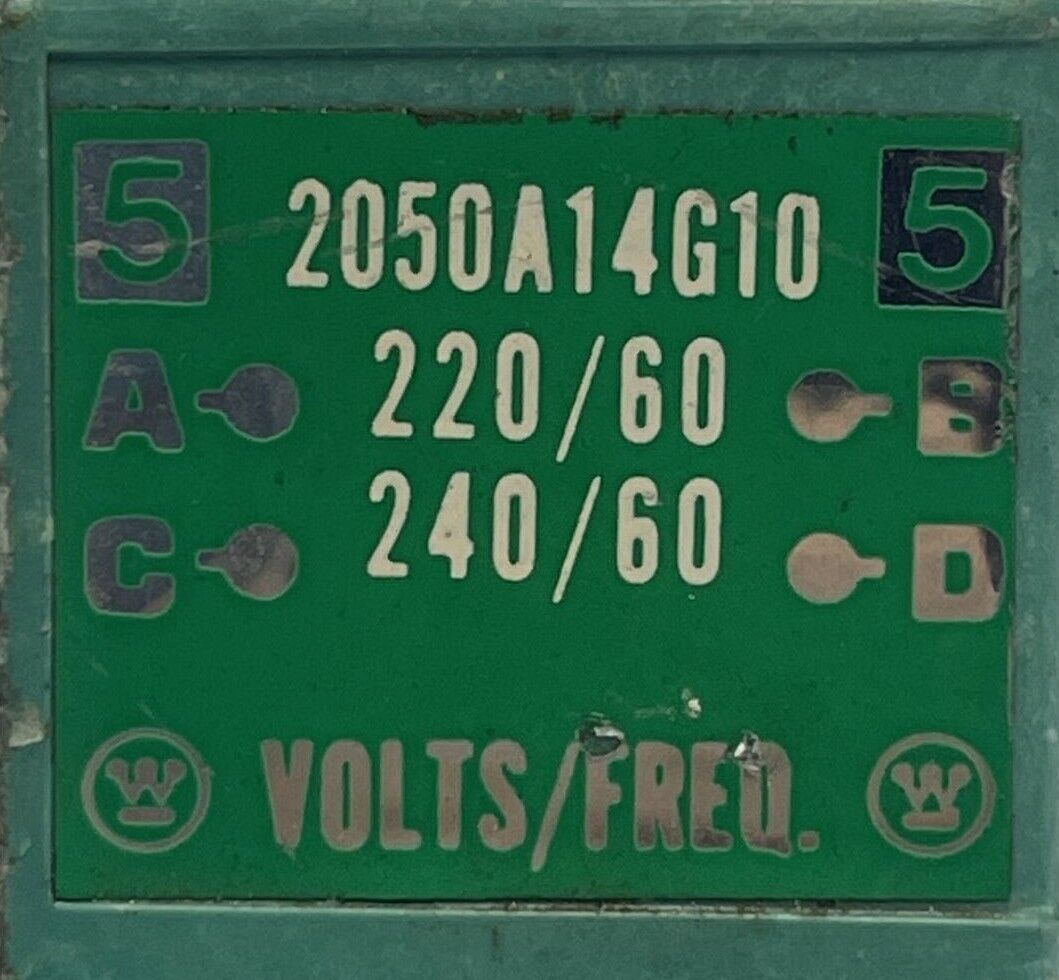 5 2050A14G10 5
A 220/60 B
C 240/60 D
W VOLTS/FREQ. W